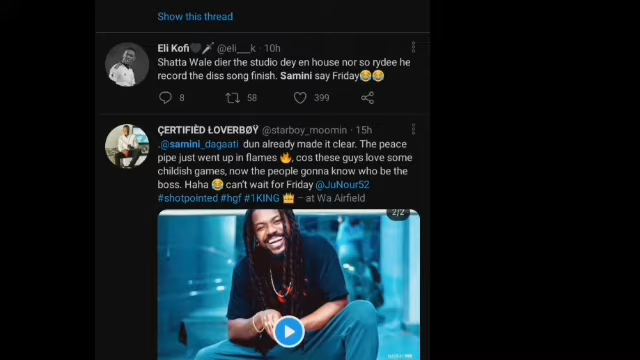 Show this thread
Eli Kofi🖤🎤 @eli___k · 10h
Shatta Wale dier the studio dey en house nor so rydee he
record the diss song finish. Samini say Friday😂😂
8 58 399
ÇERTIFIÈD ŁOVERBØŸ @starboy_moomin · 15h
.@samini_dagaati dun already made it clear. The peace
pipe just went up in flames 🔥, cos these guys love some
childish games, now the people gonna know who be the
boss. Haha 😂 can't wait for Friday @JuNour52
#shotpointed #hgf #1KING 👑 – at Wa Airfield
2/2